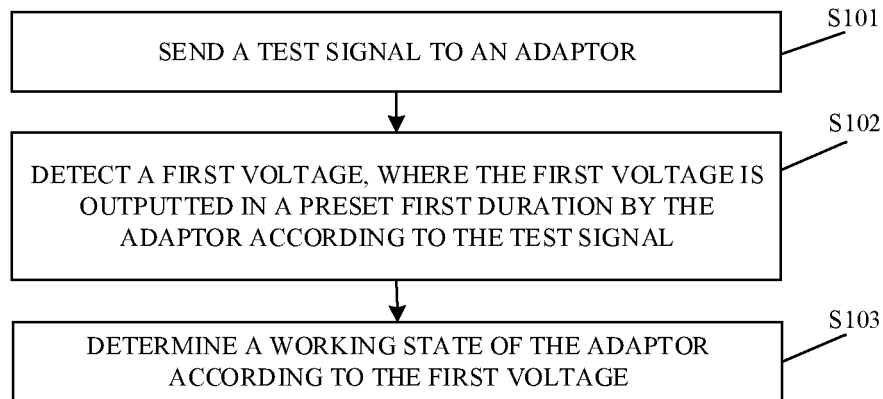 S101
SEND A TEST SIGNAL TO AN ADAPTOR
S102
DETECT A FIRST VOLTAGE, WHERE THE FIRST VOLTAGE IS
OUTPUTTED IN A PRESET FIRST DURATION BY THE
ADAPTOR ACCORDING TO THE TEST SIGNAL
S103
DETERMINE A WORKING STATE OF THE ADAPTOR
ACCORDING TO THE FIRST VOLTAGE